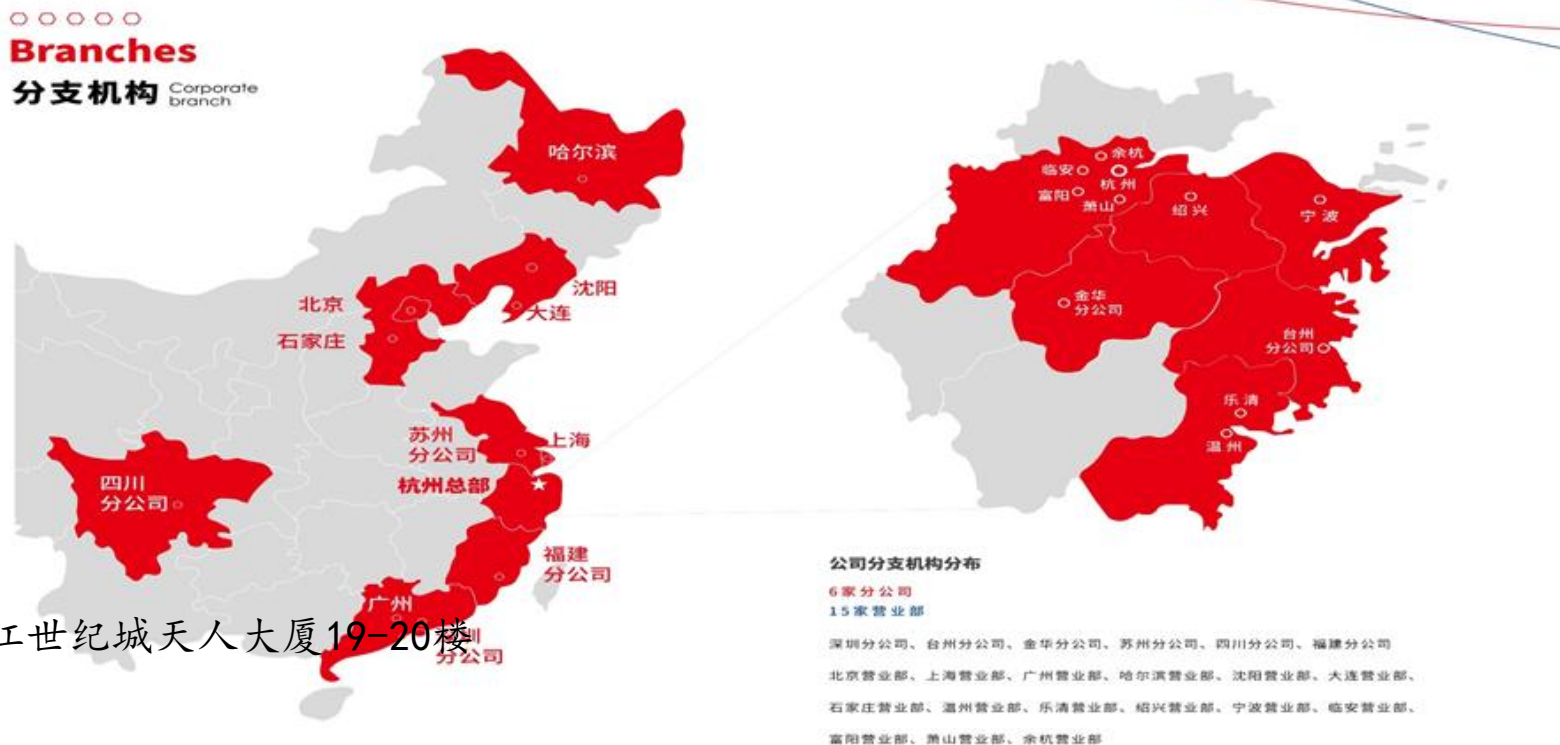 Branches
分支机构 Corporate branch
哈尔滨
沈阳
大连
北京
石家庄
苏州
分公司
上海
杭州总部
四川
分公司
福建
分公司
广州
分公司
工世纪城天人大厦19-20楼
余杭
临安
杭州
富阳
萧山
绍兴
宁波
金华
分公司
台州
分公司
乐清
温州
公司分支机构分布
6家分公司
15家营业部
深圳分公司、台州分公司、金华分公司、苏州分公司、四川分公司、福建分公司
北京营业部、上海营业部、广州营业部、哈尔滨营业部、沈阳营业部、大连营业部、
石家庄营业部、温州营业部、乐清营业部、绍兴营业部、宁波营业部、临安营业部、
富阳营业部、萧山营业部、余杭营业部